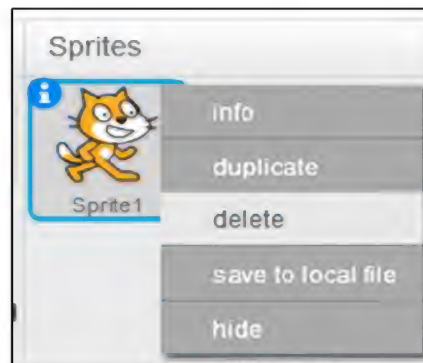 Sprites
info
duplicate
Sprite1
delete
save to local file
hide